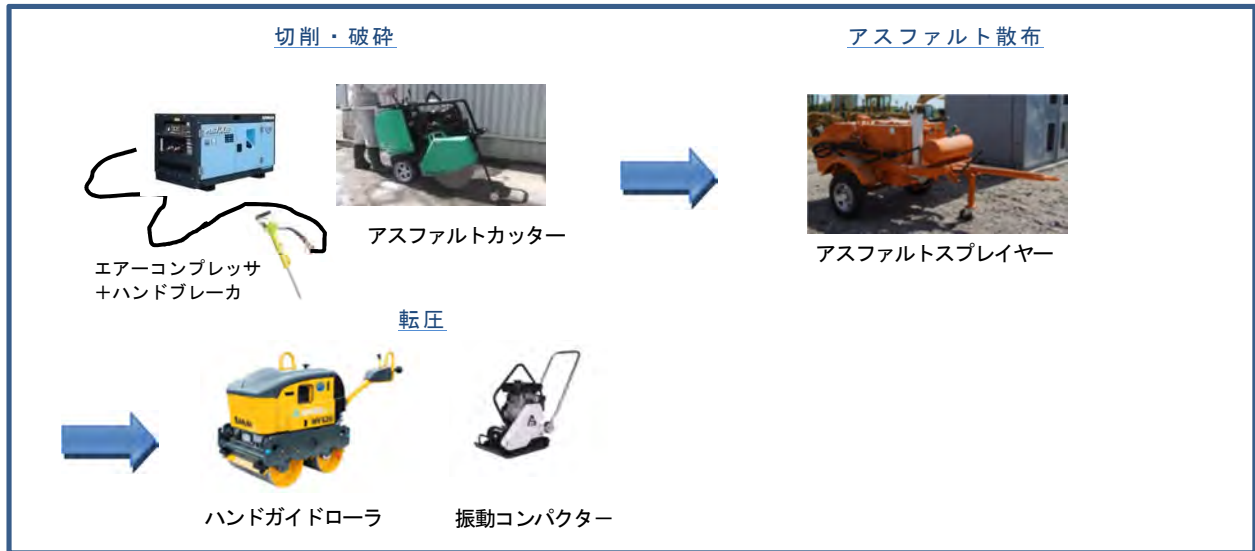 切削・破砕
アスファルト散布
アスファルトカッター
エアーコンプレッサ
＋ハンドブレーカ
アスファルトスプレイヤー
転圧
ハンドガイドローラ
振動コンパクター